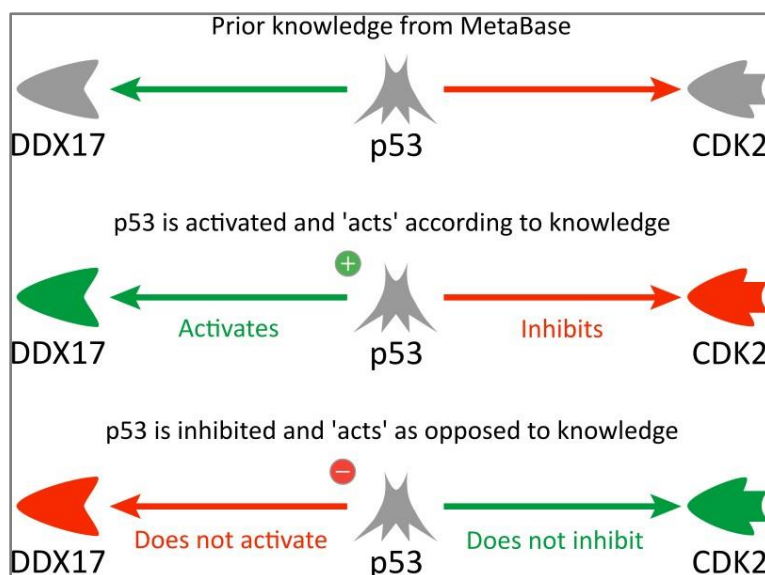 Prior knowledge from MetaBase
DDX17 p53 CDK2
p53 is activated and 'acts' according to knowledge
+
Activates Inhibits
DDX17 p53 CDK2
p53 is inhibited and 'acts' as opposed to knowledge
−
Does not activate Does not inhibit
DDX17 p53 CDK2